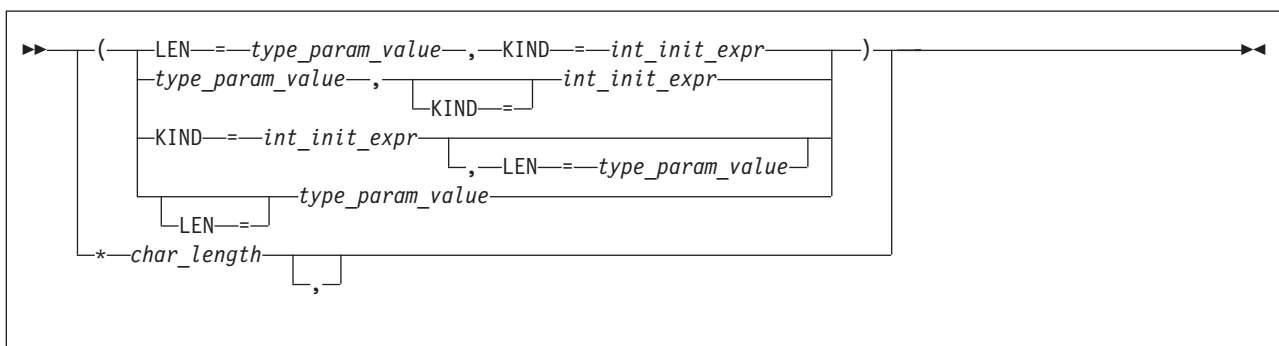 ( LEN = type_param_value , KIND = int_init_expr )
type_param_value , int_init_expr
KIND =
KIND = int_init_expr
, LEN = type_param_value
type_param_value
LEN =
* char_length
,